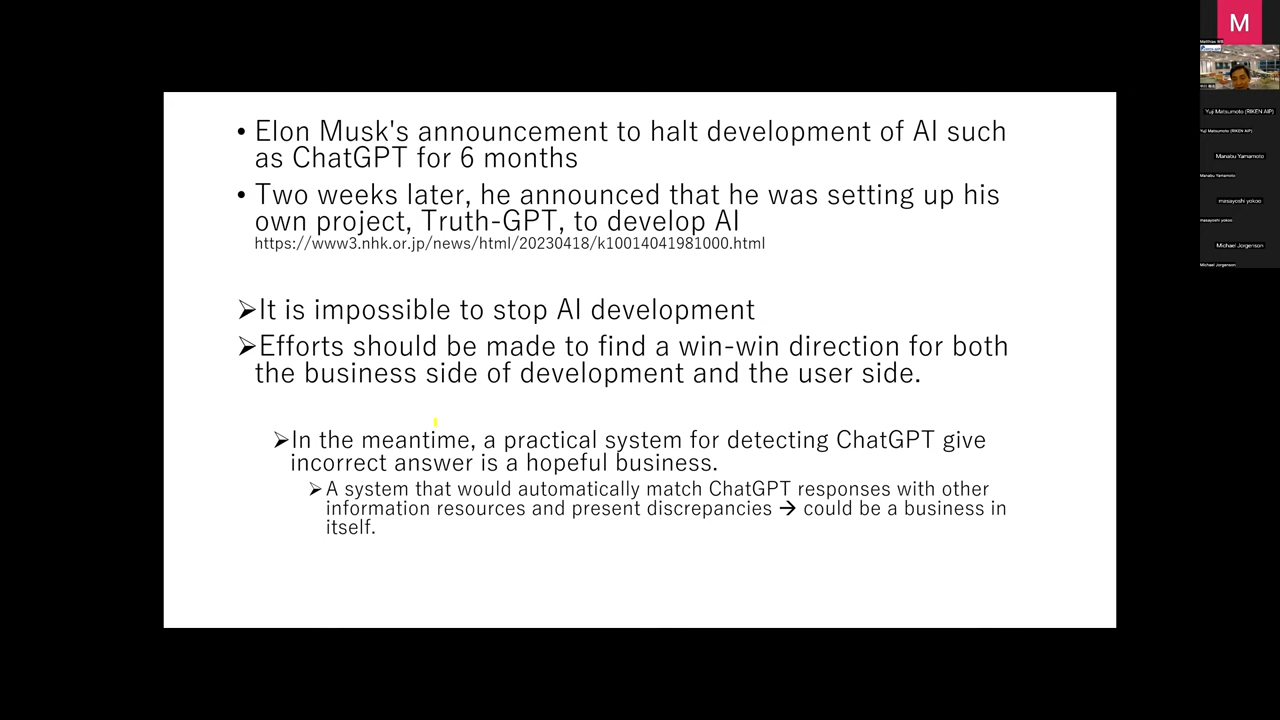 • Elon Musk's announcement to halt development of AI such
as ChatGPT for 6 months
• Two weeks later, he announced that he was setting up his
own project, Truth-GPT, to develop AI
https://www3.nhk.or.jp/news/html/20230418/k10014041981000.html
➢It is impossible to stop AI development
➢Efforts should be made to find a win-win direction for both
the business side of development and the user side.
➢In the meantime, a practical system for detecting ChatGPT give
incorrect answer is a hopeful business.
➢A system that would automatically match ChatGPT responses with other
information resources and present discrepancies → could be a business in
itself.
M
Yuji Matsumoto (RIKEN AIP)
Yuji Matsumoto (RIKEN AIP)
Manabu Yamamoto
Manabu Yamamoto
masayoshi yokoo
masayoshi yokoo
Michael Jorgenson
Michael Jorgenson